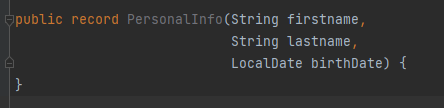 public record PersonalInfo(String firstname,
String lastname,
LocalDate birthDate) {
}